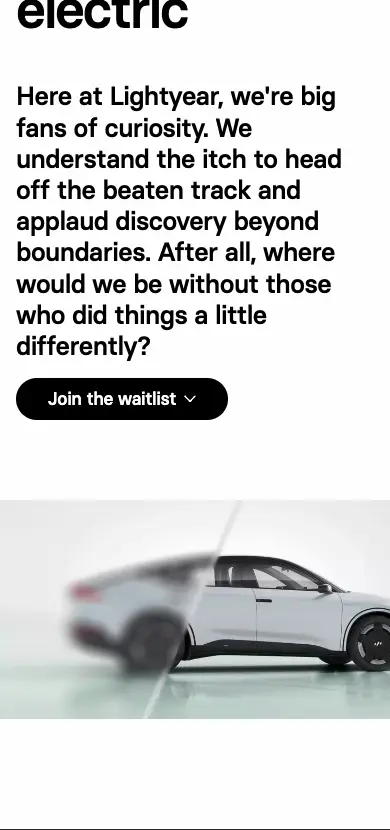 electric
Here at Lightyear, we're big
fans of curiosity. We
understand the itch to head
off the beaten track and
applaud discovery beyond
boundaries. After all, where
would we be without those
who did things a little
differently?
Join the waitlist